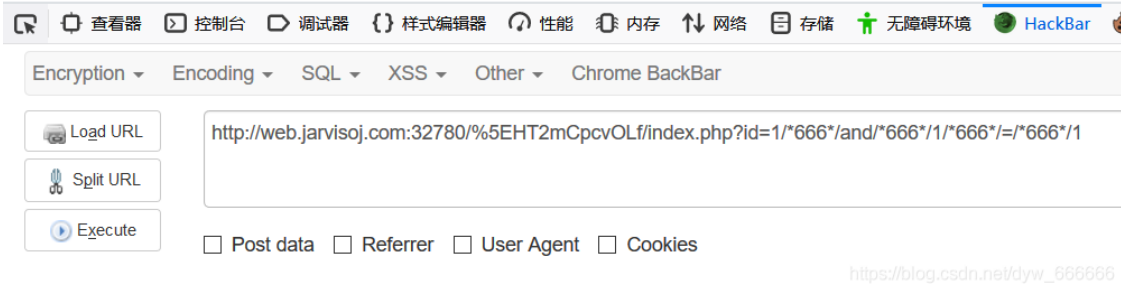 查看器 控制台 调试器 {} 样式编辑器 性能 内存 网络 存储 无障碍环境 HackBar
Encryption Encoding SQL XSS Other Chrome BackBar
Load URL http://web.jarvisoj.com:32780/%5EHT2mCpcvOLf/index.php?id=1/*666*/and/*666*/1/*666*/=/*666*/1
Split URL
Execute
Post data Referrer User Agent Cookies
https://blog.csdn.net/dyw_666666